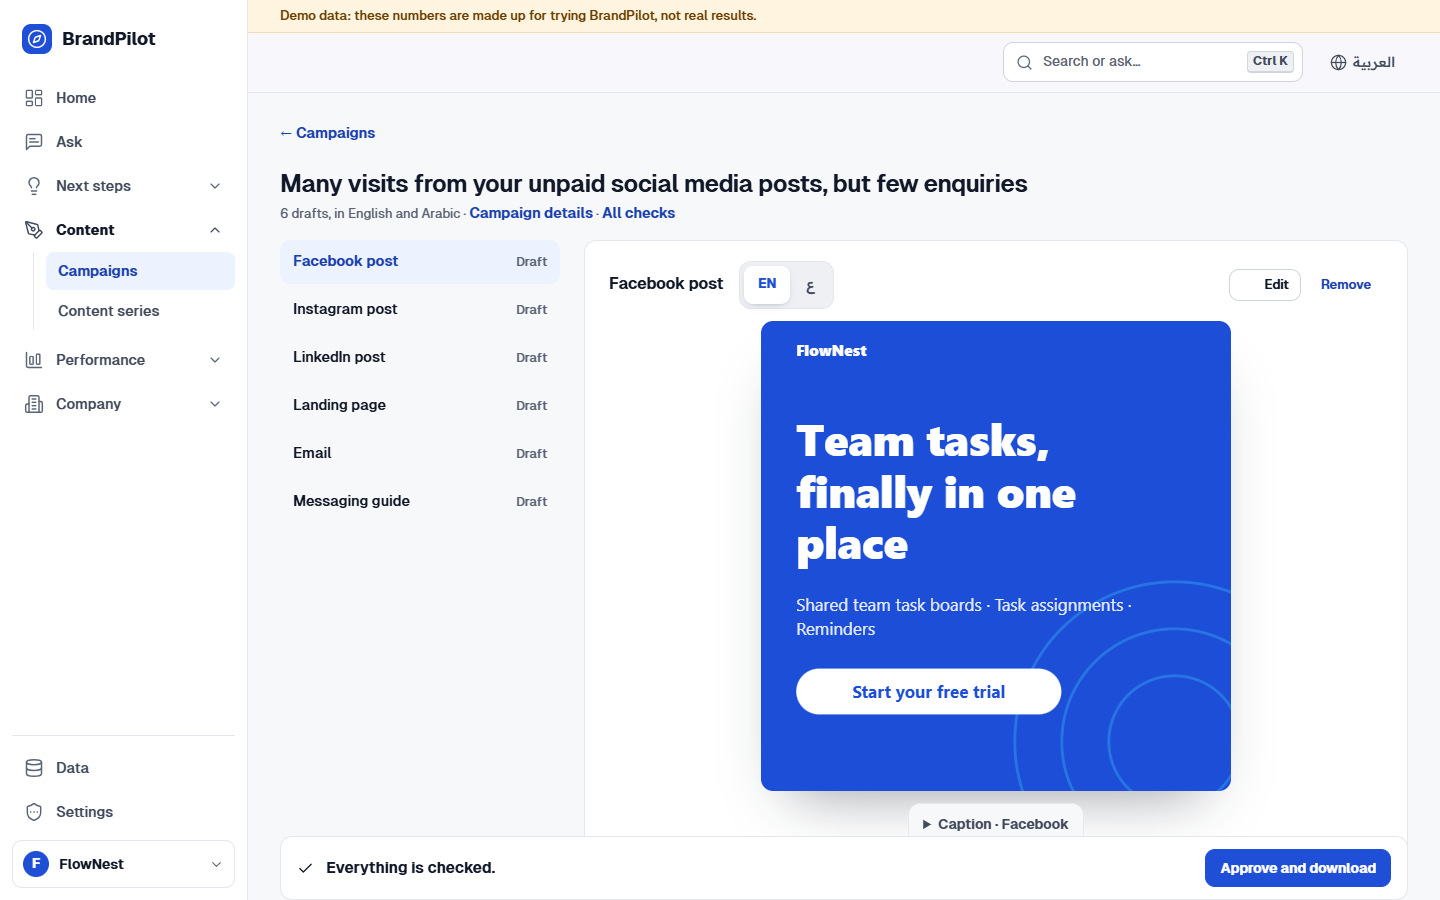 BrandPilot
Home
Ask
Next steps
Content
Campaigns
Content series
Performance
Company
Data
Settings
F FlowNest
Demo data: these numbers are made up for trying BrandPilot, not real results.
Search or ask... Ctrl K
العربية
← Campaigns
Many visits from your unpaid social media posts, but few enquiries
6 drafts, in English and Arabic · Campaign details · All checks
Facebook post Draft
Instagram post Draft
LinkedIn post Draft
Landing page Draft
Email Draft
Messaging guide Draft
Facebook post EN ع Edit Remove
FlowNest
Team tasks,
finally in one
place
Shared team task boards · Task assignments ·
Reminders
Start your free trial
Caption · Facebook
Everything is checked. Approve and download